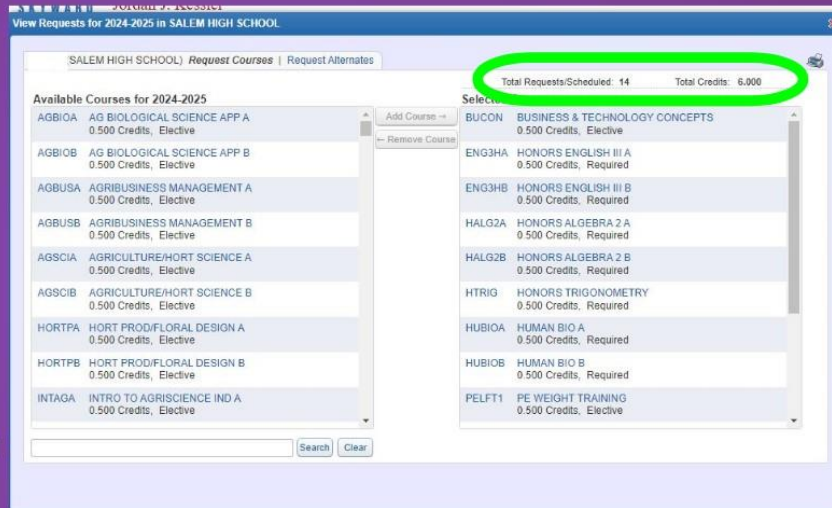 SKYWARD Jordan J. Kessler
View Requests for 2024-2025 in SALEM HIGH SCHOOL
SALEM HIGH SCHOOL) Request Courses | Request Alternates
Total Requests/Scheduled: 14 Total Credits: 6.000
Available Courses for 2024-2025
AGBIOA AG BIOLOGICAL SCIENCE APP A
0.500 Credits, Elective
AGBIOB AG BIOLOGICAL SCIENCE APP B
0.500 Credits, Elective
AGBUSA AGRIBUSINESS MANAGEMENT A
0.500 Credits, Elective
AGBUSB AGRIBUSINESS MANAGEMENT B
0.500 Credits, Elective
AGSCIA AGRICULTURE/HORT SCIENCE A
0.500 Credits, Elective
AGSCIB AGRICULTURE/HORT SCIENCE B
0.500 Credits, Elective
HORTPA HORT PROD/FLORAL DESIGN A
0.500 Credits, Elective
HORTPB HORT PROD/FLORAL DESIGN B
0.500 Credits, Elective
INTAGA INTRO TO AGRISCIENCE IND A
0.500 Credits, Elective
Search Clear
Add Course →
← Remove Course
BUCON BUSINESS & TECHNOLOGY CONCEPTS
0.500 Credits, Elective
ENG3HA HONORS ENGLISH III A
0.500 Credits, Required
ENG3HB HONORS ENGLISH III B
0.500 Credits, Required
HALG2A HONORS ALGEBRA 2 A
0.500 Credits, Required
HALG2B HONORS ALGEBRA 2 B
0.500 Credits, Required
HTRIG HONORS TRIGONOMETRY
0.500 Credits, Required
HUBIOA HUMAN BIO A
0.500 Credits, Required
HUBIOB HUMAN BIO B
0.500 Credits, Required
PELFT1 PE WEIGHT TRAINING
0.500 Credits, Elective